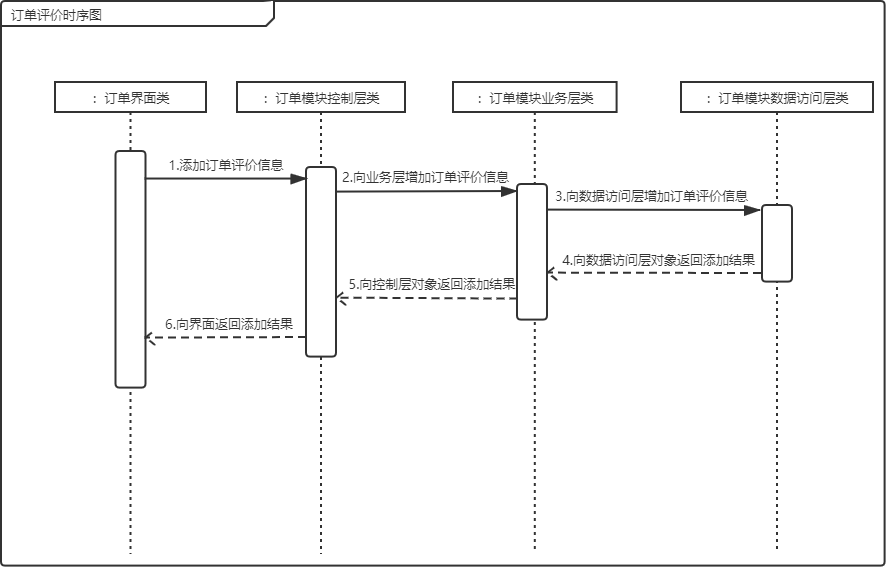 订单评价时序图
：订单界面类
：订单模块控制层类
：订单模块业务层类
：订单模块数据访问层类
1.添加订单评价信息
2.向业务层增加订单评价信息
3.向数据访问层增加订单评价信息
4.向数据访问层对象返回添加结果
5.向控制层对象返回添加结果
6.向界面返回添加结果